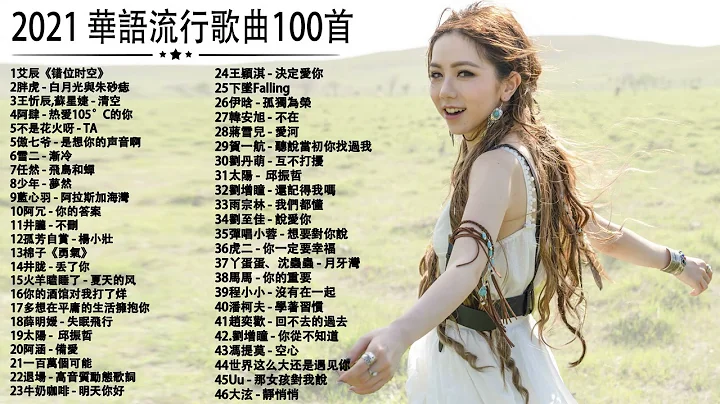 2021 華語流行歌曲100首
1艾辰《错位时空》
2胖虎 - 白月光與朱砂痣
3王忻辰,蘇星婕 - 清空
4阿肆 - 热爱105°C的你
5不是花火呀 - TA
6傲七爷 - 是想你的声音啊
6雪二 - 漸冷
7任然 - 飛鳥和蟬
8少年 - 夢然
9藍心羽 - 阿拉斯加海灣
10阿冗 - 你的答案
11井朧 - 不刪
12孤芳自賞 - 楊小壯
13棉子《勇氣》
14井胧 - 丢了你
15火羊瞌睡了 - 夏天的风
16你的酒馆对我打了烊
17多想在平庸的生活擁抱你
18薛明媛 - 失眠飛行
19太陽 - 邱振哲
20阿涵 - 備愛
21一百萬個可能
22退場 - 高音質動態歌詞
23牛奶咖啡 - 明天你好
24王穎淇 - 決定愛你
25下墜Falling
26伊晗 - 孤獨為榮
27韓安旭 - 不在
28蔣雪兒 - 愛河
29賀一航 - 聽說當初你找過我
30劉丹萌 - 互不打擾
31太陽 - 邱振哲
32劉增瞳 - 還記得我嗎
33雨宗林 - 我們都懂
34劉至佳 - 說愛你
35彈唱小蓉 - 想要對你說
36虎二 - 你一定要幸福
37丫蛋蛋、沈蟲蟲 - 月牙灣
38馬馬 - 你的重要
39程小小 - 沒有在一起
40潘柯夫 - 學著習慣
41趙奕歡 - 回不去的過去
42.劉增瞳 - 你從不知道
43馮提莫 - 空心
44世界这么大还是遇见你
45Uu - 那女孩對我說
46大泫 - 靜悄悄